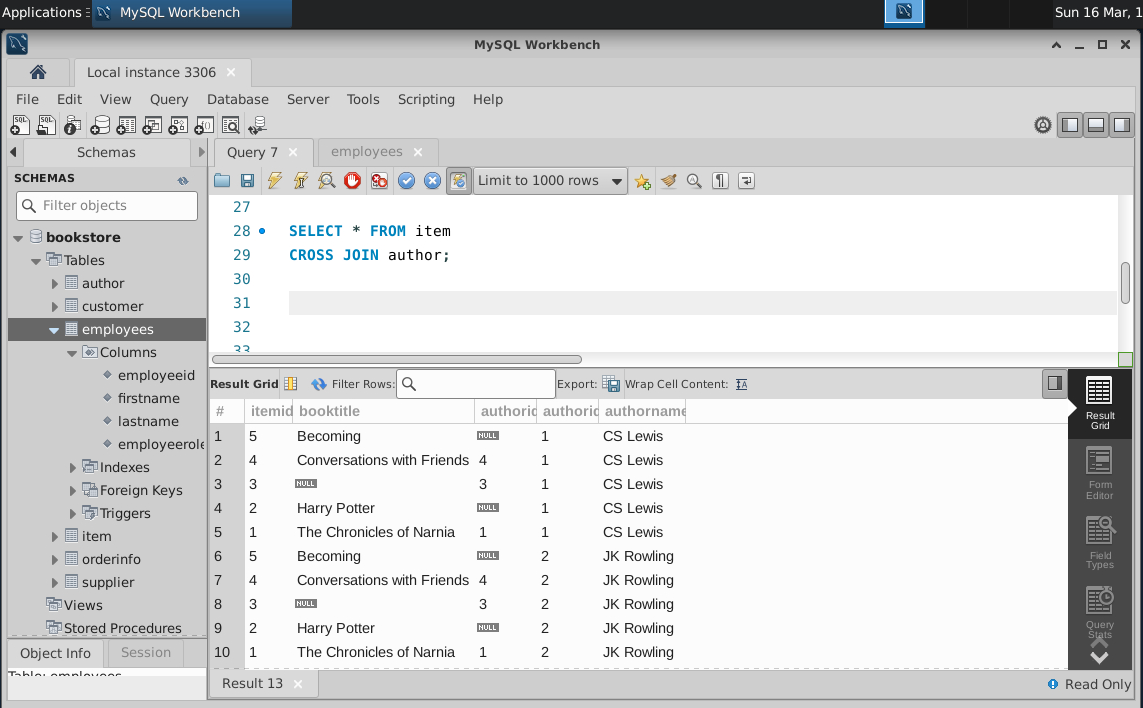 Applications MySQL Workbench Sun 16 Mar, 1
MySQL Workbench
Local instance 3306
File Edit View Query Database Server Tools Scripting Help
Schemas Query 7 employees
SCHEMAS
Limit to 1000 rows
Filter objects
bookstore
Tables
author
customer
employees
Columns
employeeid
firstname
lastname
employeerole
Indexes
Foreign Keys
Triggers
item
orderinfo
supplier
Views
Stored Procedures
Object Info Session
Table: employees
27
28 SELECT * FROM item
29 CROSS JOIN author;
30
31
32
33
Result Grid Filter Rows: Export: Wrap Cell Content:
# itemid booktitle authorid authorid authorname
1 5 Becoming NULL 1 CS Lewis
2 4 Conversations with Friends 4 1 CS Lewis
3 3 NULL 3 1 CS Lewis
4 2 Harry Potter NULL 1 CS Lewis
5 1 The Chronicles of Narnia 1 1 CS Lewis
6 5 Becoming NULL 2 JK Rowling
7 4 Conversations with Friends 4 2 JK Rowling
8 3 NULL 3 2 JK Rowling
9 2 Harry Potter NULL 2 JK Rowling
10 1 The Chronicles of Narnia 1 2 JK Rowling
Result
Grid
Form
Editor
Field
Types
Query
Stats
Result 13 Read Only